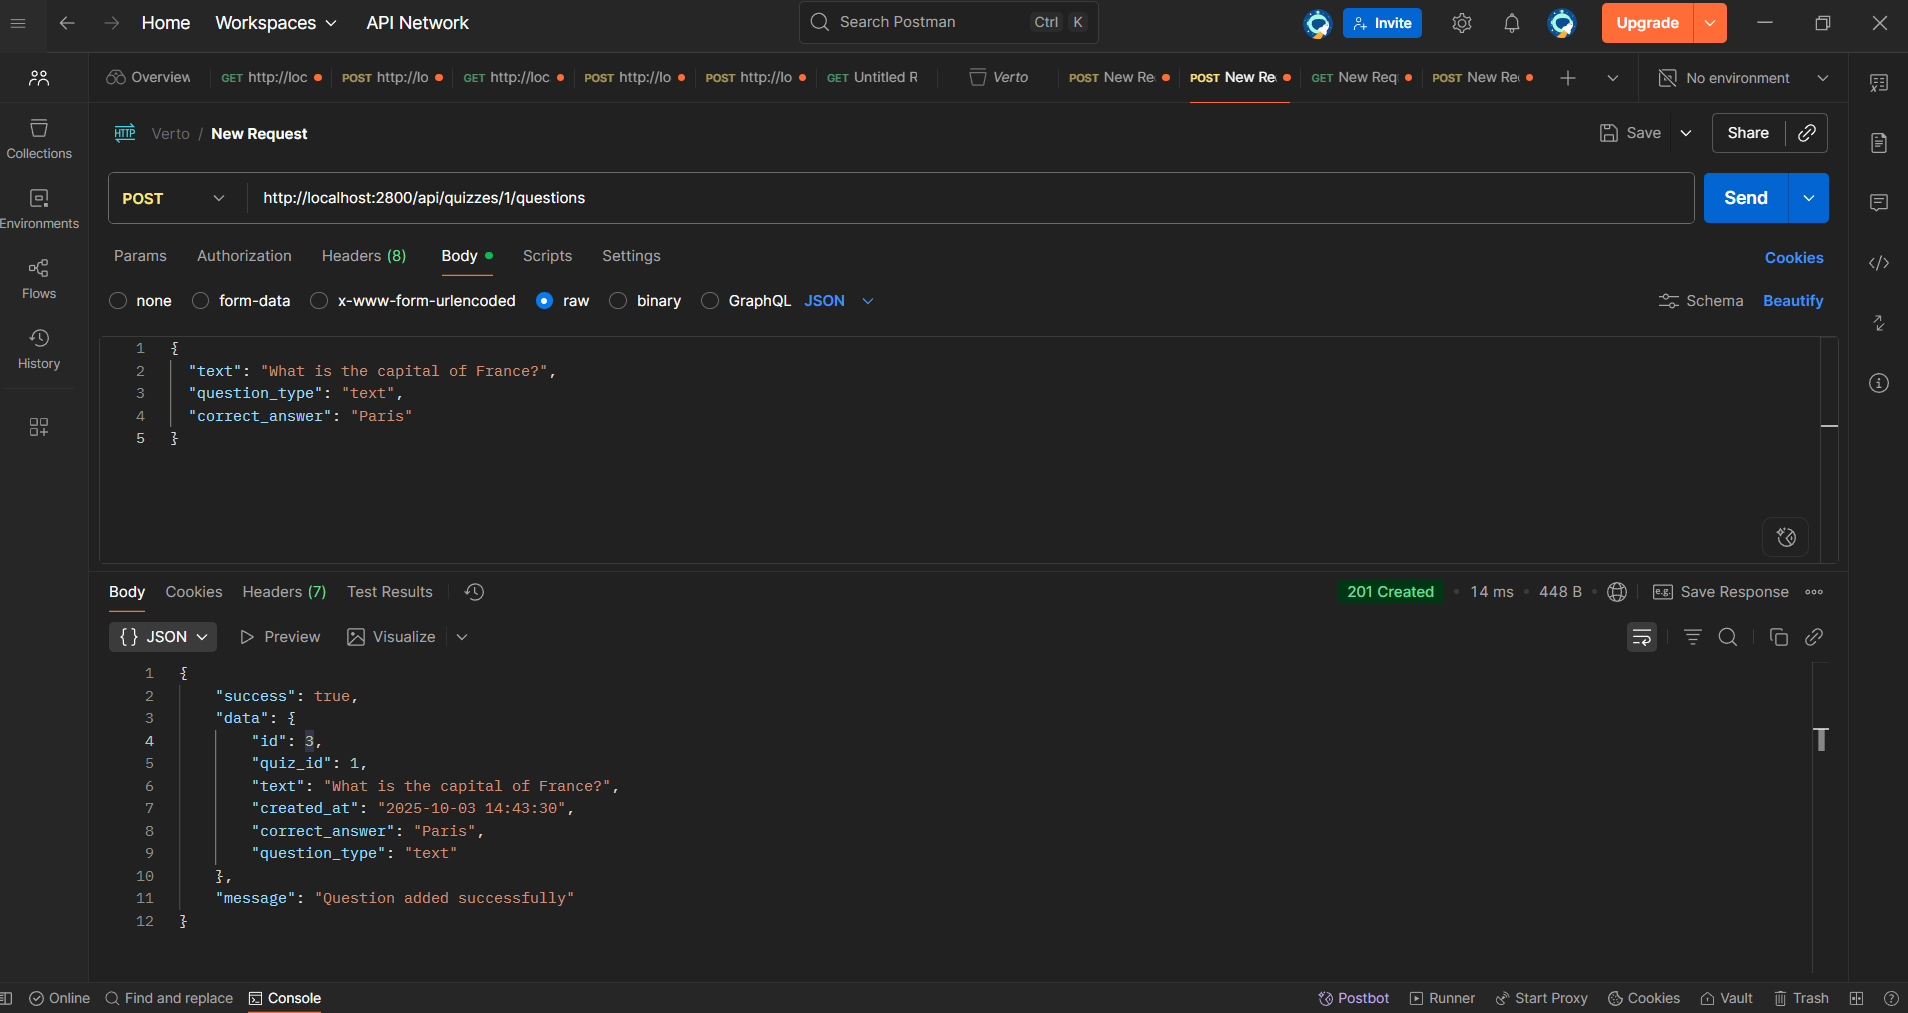 Home Workspaces API Network Search Postman Ctrl K Invite Upgrade
Overview GET http://loc POST http://lo GET http://loc POST http://lo POST http://lo GET Untitled R Verto POST New Re POST New Re GET New Req POST New Re No environment
Collections
Environments
Flows
History
HTTP Verto / New Request Save Share
POST http://localhost:2800/api/quizzes/1/questions Send
Params Authorization Headers (8) Body Scripts Settings Cookies
none form-data x-www-form-urlencoded raw binary GraphQL JSON Schema Beautify
1 {
2 "text": "What is the capital of France?",
3 "question_type": "text",
4 "correct_answer": "Paris"
5 }
Body Cookies Headers (7) Test Results 201 Created • 14 ms • 448 B • e.g. Save Response
{} JSON Preview Visualize
1 {
2 "success": true,
3 "data": {
4 "id": 3,
5 "quiz_id": 1,
6 "text": "What is the capital of France?",
7 "created_at": "2025-10-03 14:43:30",
8 "correct_answer": "Paris",
9 "question_type": "text"
10 },
11 "message": "Question added successfully"
12 }
Online Find and replace Console Postbot Runner Start Proxy Cookies Vault Trash